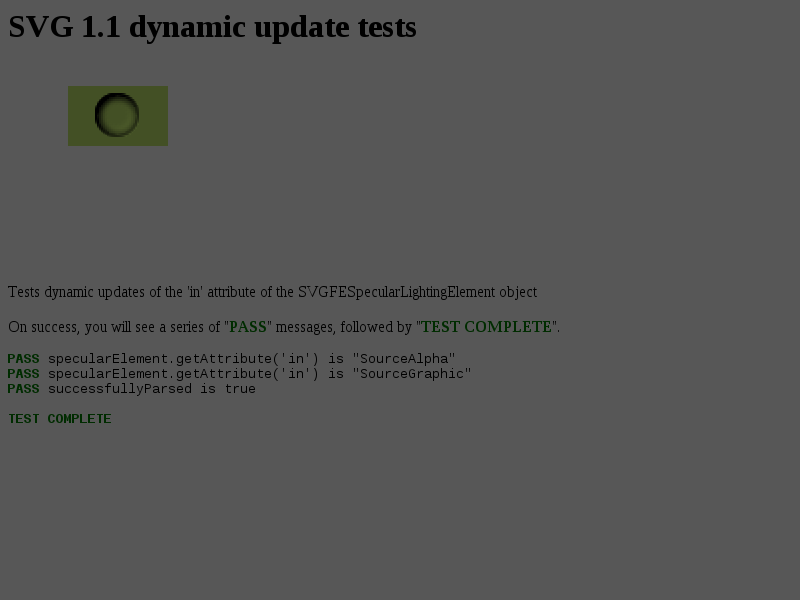 SVG 1.1 dynamic update tests
Tests dynamic updates of the 'in' attribute of the SVGFESpecularLightingElement object
On success, you will see a series of "PASS" messages, followed by "TEST COMPLETE".
PASS specularElement.getAttribute('in') is "SourceAlpha"
PASS specularElement.getAttribute('in') is "SourceGraphic"
PASS successfullyParsed is true
TEST COMPLETE